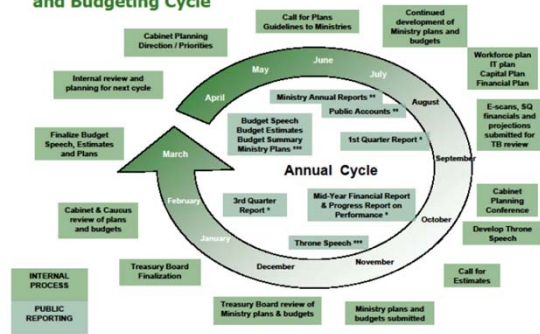 and Budgeting Cycle
Cabinet Planning
Direction / Priorities
Call for Plans
Guidelines to Ministries
Continued
development of
Ministry plans and
budgets
Internal review and
planning for next cycle
Workforce plan
IT plan
Capital Plan
Financial Plan
Finalize Budget
Speech, Estimates
and Plans
E-scans, SQ
financials and
projections
submitted for
TB review
Cabinet & Caucus
review of plans
and budgets
Cabinet
Planning
Conference
Develop Throne
Speech
Treasury Board
Finalization
Treasury Board review of
Ministry plans & budgets
Ministry plans and
budgets submitted
Call for
Estimates
April
May
June
July
August
September
October
November
December
January
February
March
Ministry Annual Reports **
Public Accounts **
Budget Speech
Budget Estimates
Budget Summary
Ministry Plans ***
1st Quarter Report *
Annual Cycle
3rd Quarter
Report *
Mid-Year Financial Report
& Progress Report on
Performance *
Throne Speech ***
INTERNAL
PROCESS
PUBLIC
REPORTING